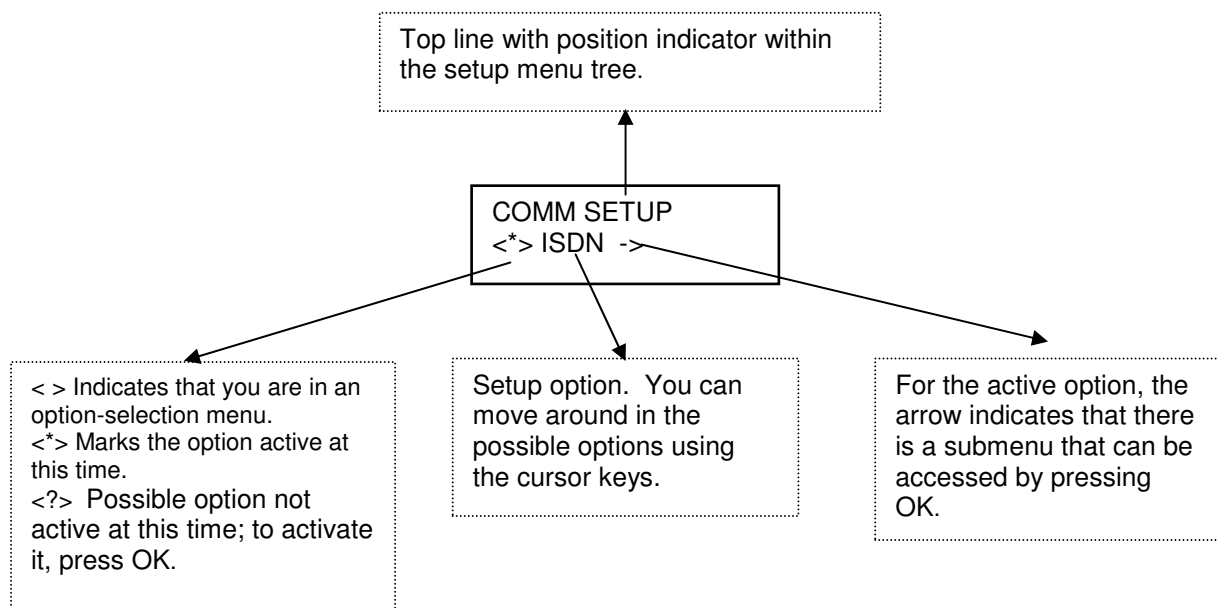 Top line with position indicator within
the setup menu tree.
COMM SETUP
<*> ISDN ->
< > Indicates that you are in an
option-selection menu.
<*> Marks the option active at
this time.
<?> Possible option not
active at this time; to activate
it, press OK.
Setup option. You can
move around in the
possible options using
the cursor keys.
For the active option, the
arrow indicates that there
is a submenu that can be
accessed by pressing
OK.